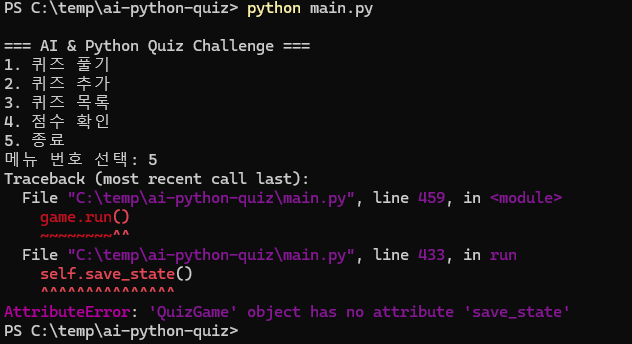 PS C:\temp\ai-python-quiz> python main.py
=== AI & Python Quiz Challenge ===
1. 퀴즈 풀기
2. 퀴즈 추가
3. 퀴즈 목록
4. 점수 확인
5. 종료
메뉴 번호 선택: 5
Traceback (most recent call last):
  File "C:\temp\ai-python-quiz\main.py", line 459, in <module>
    game.run()
    ~~~~~~~~^^
  File "C:\temp\ai-python-quiz\main.py", line 433, in run
    self.save_state()
    ^^^^^^^^^^^^^^^
AttributeError: 'QuizGame' object has no attribute 'save_state'
PS C:\temp\ai-python-quiz>